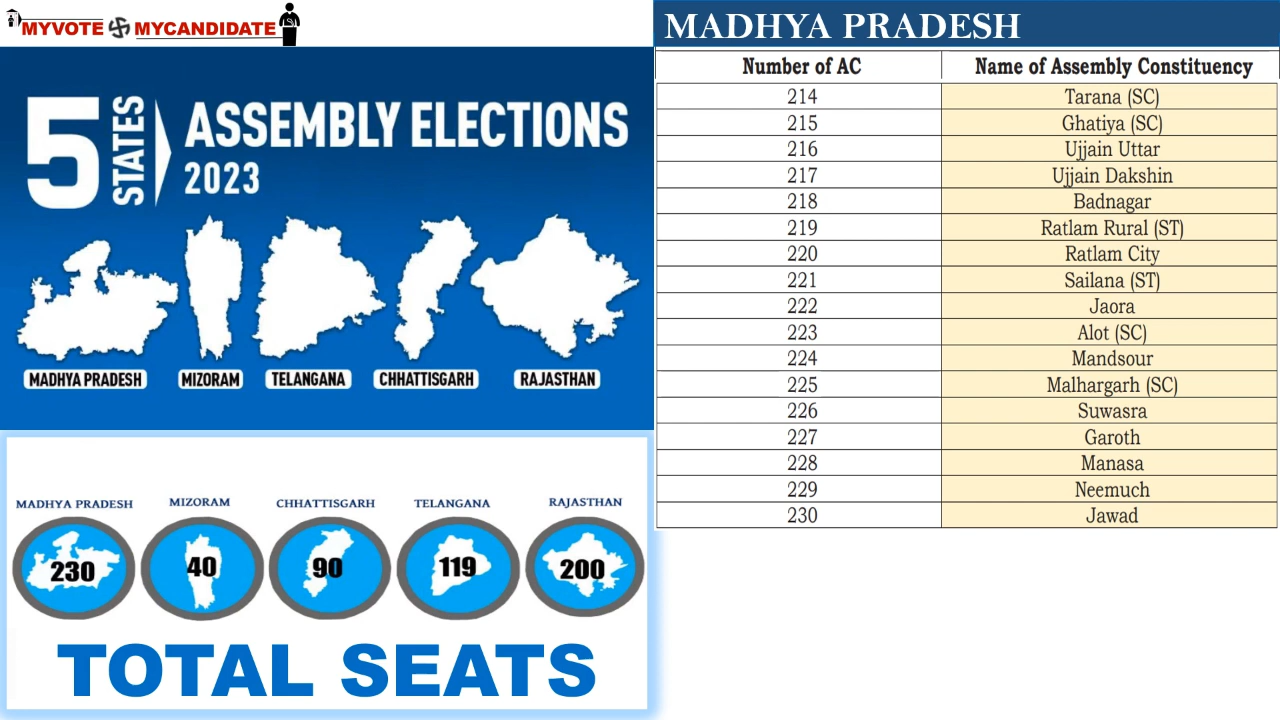 MYVOTE MYCANDIDATE
5 STATES
ASSEMBLY ELECTIONS
2023
MADHYA PRADESH MIZORAM TELANGANA CHHATTISGARH RAJASTHAN
MADHYA PRADESH MIZORAM CHHATTISGARH TELANGANA RAJASTHAN
230 40 90 119 200
TOTAL SEATS
MADHYA PRADESH
Number of AC Name of Assembly Constituency
214 Tarana (SC)
215 Ghatiya (SC)
216 Ujjain Uttar
217 Ujjain Dakshin
218 Badnagar
219 Ratlam Rural (ST)
220 Ratlam City
221 Sailana (ST)
222 Jaora
223 Alot (SC)
224 Mandsour
225 Malhargarh (SC)
226 Suwasra
227 Garoth
228 Manasa
229 Neemuch
230 Jawad